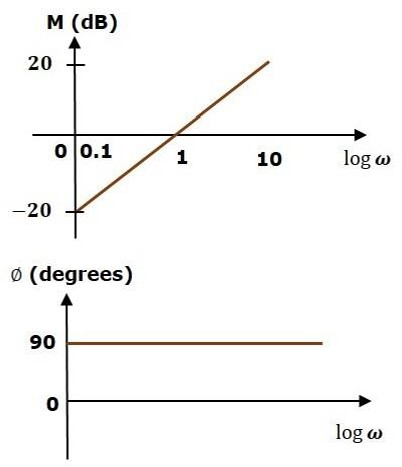 M (dB)
20
0 0.1 1 10 log ω
−20
∅ (degrees)
90
0
log ω